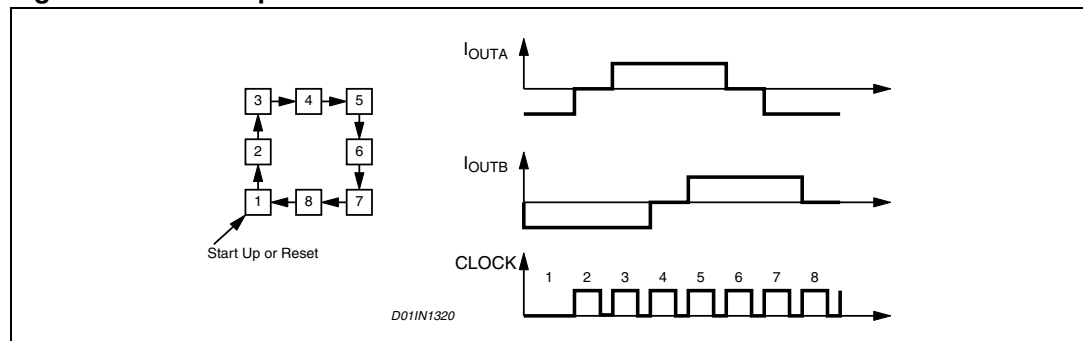 IOUTA
3 4 5
2 6
1 8 7
Start Up or Reset
IOUTB
CLOCK
1 2 3 4 5 6 7 8
D01IN1320